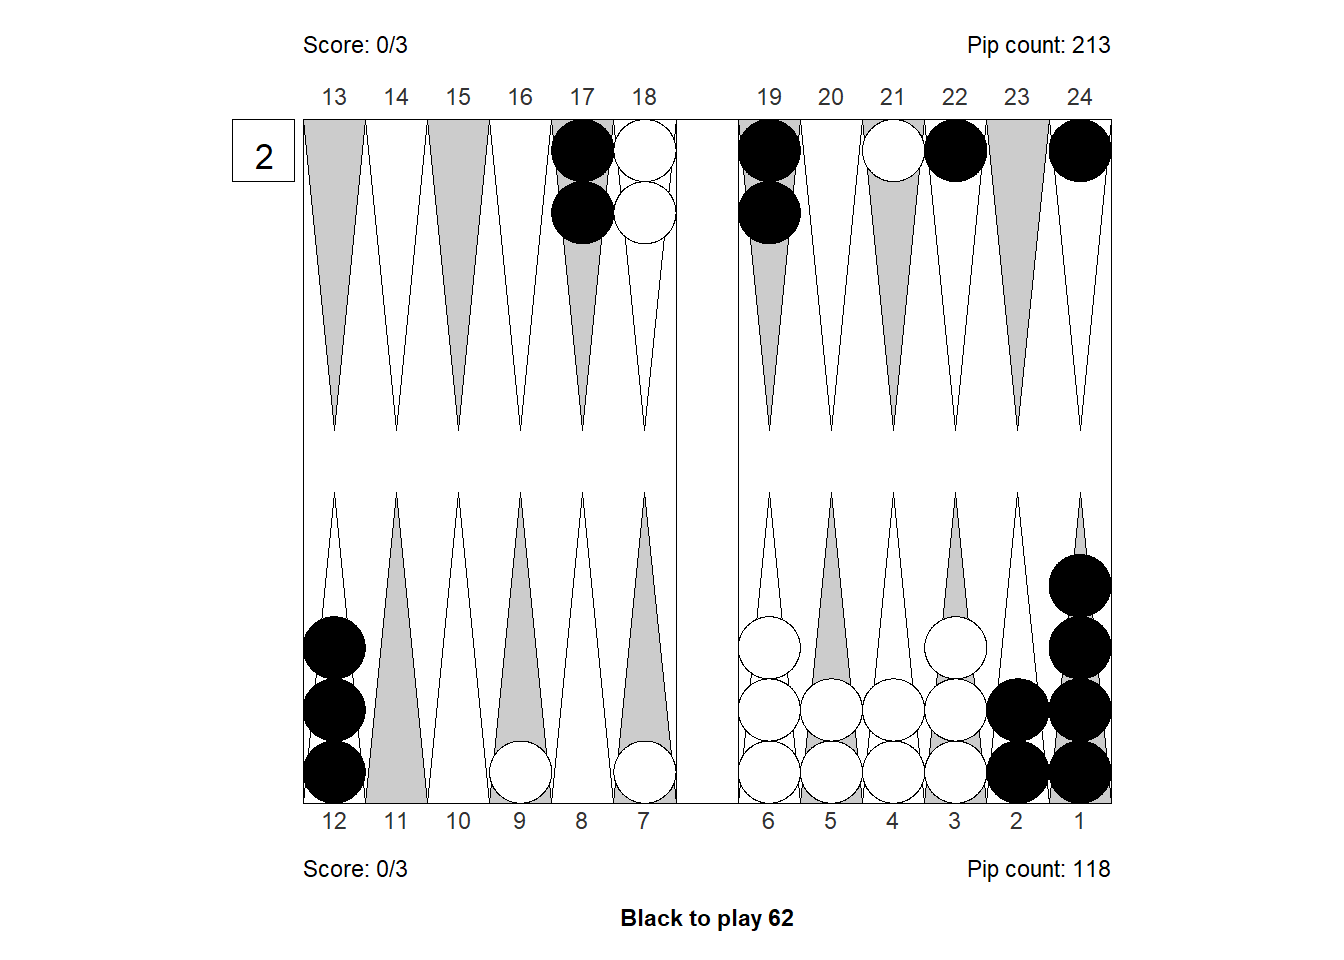 Score: 0/3 Pip count: 213
13 14 15 16 17 18 19 20 21 22 23 24
2
12 11 10 9 8 7 6 5 4 3 2 1
Score: 0/3 Pip count: 118
Black to play 62